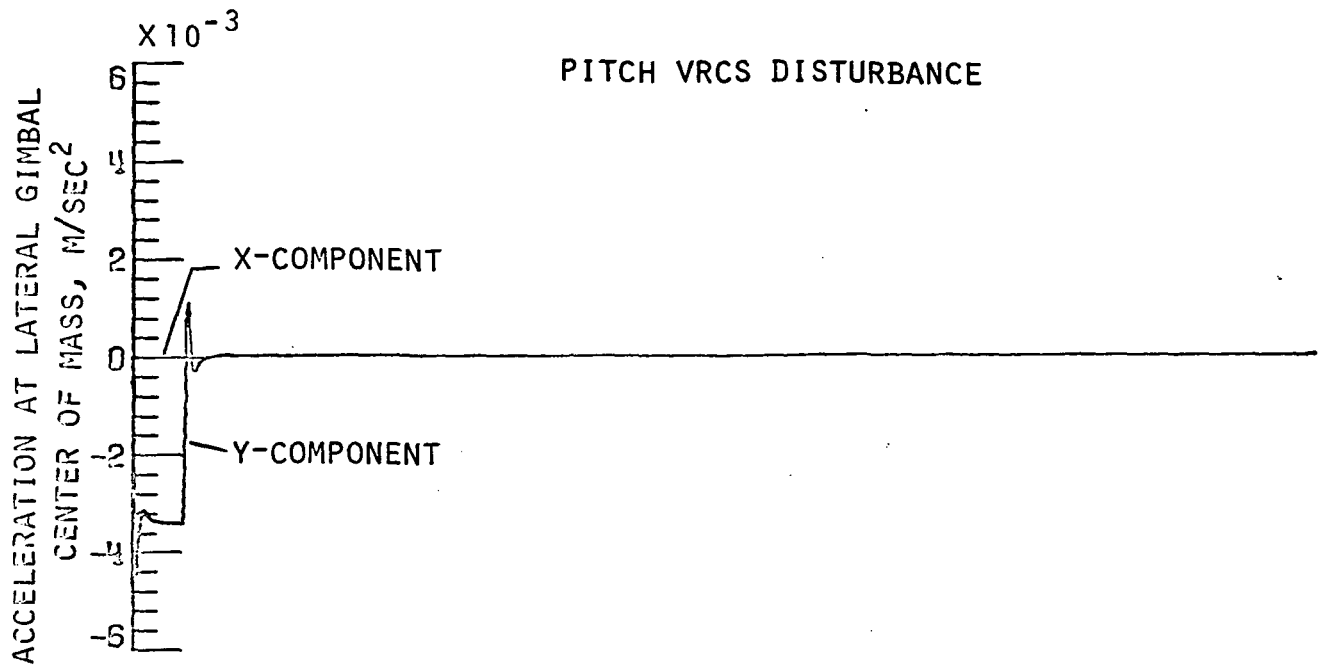 X10⁻³
PITCH VRCS DISTURBANCE
ACCELERATION AT LATERAL GIMBAL
CENTER OF MASS, M/SEC²
6
4
2
X-COMPONENT
0
-2
Y-COMPONENT
-4
-6